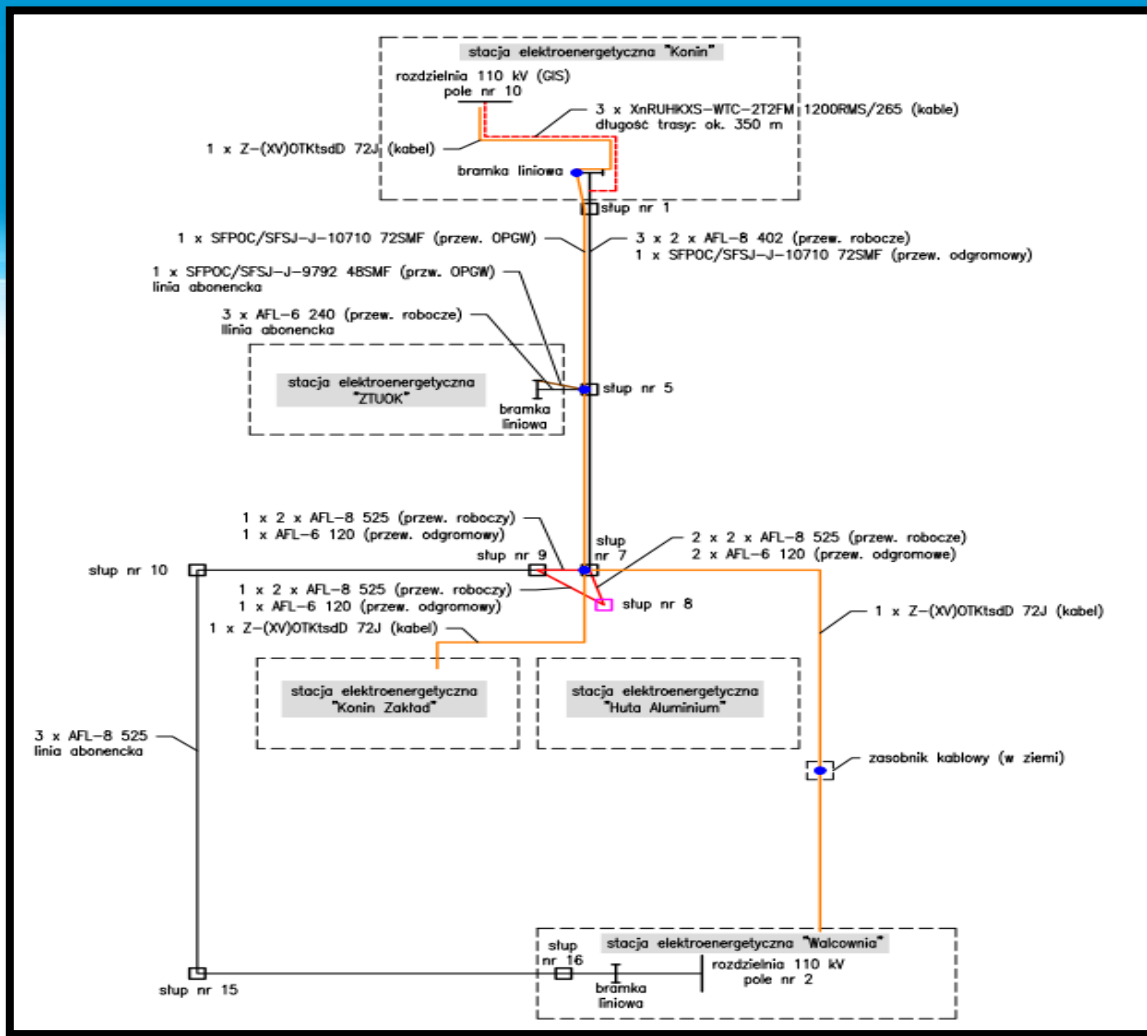 stacja elektroenergetyczna "Konin"
rozdzielnia 110 kV (GIS)
pole nr 10
3 x XnRUHKXS-WTC-2T2FM 1200RMS/265 (kable)
długość trasy: ok. 350 m
1 x Z-(XV)OTKtsdD 72J (kabel)
bramka liniowa
słup nr 1
1 x SFPOC/SFSJ-J-10710 72SMF (przew. OPGW)
3 x 2 x AFL-8 402 (przew. robocze)
1 x SFPOC/SFSJ-J-10710 72SMF (przew. odgromowy)
1 x SFPOC/SFSJ-J-9792 48SMF (przw. OPGW)
linia abonencka
3 x AFL-6 240 (przew. robocze)
llinia abonencka
stacja elektroenergetyczna
"ZTUOK"
słup nr 5
bramka
liniowa
1 x 2 x AFL-8 525 (przew. roboczy)
1 x AFL-6 120 (przew. odgromowy)
słup
nr 7
2 x 2 x AFL-8 525 (przew. robocze)
2 x AFL-6 120 (przew. odgromowe)
słup nr 9
słup nr 10
1 x 2 x AFL-8 525 (przew. roboczy)
1 x AFL-6 120 (przew. odgromowy)
słup nr 8
1 x Z-(XV)OTKtsdD 72J (kabel)
1 x Z-(XV)OTKtsdD 72J (kabel)
stacja elektroenergetyczna
"Konin Zakład"
stacja elektroenergetyczna
"Huta Aluminium"
3 x AFL-8 525
linia abonencka
zasobnik kablowy (w ziemi)
stacja elektroenergetyczna "Walcownia"
słup
nr 16
rozdzielnia 110 kV
pole nr 2
bramka
liniowa
słup nr 15